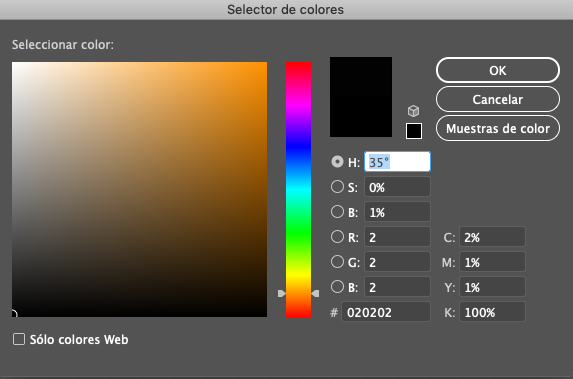 Selector de colores
Seleccionar color:
OK
Cancelar
Muestras de color
H: 35°
S: 0%
B: 1%
R: 2
C: 2%
G: 2
M: 1%
B: 2
Y: 1%
# 020202
K: 100%
Sólo colores Web